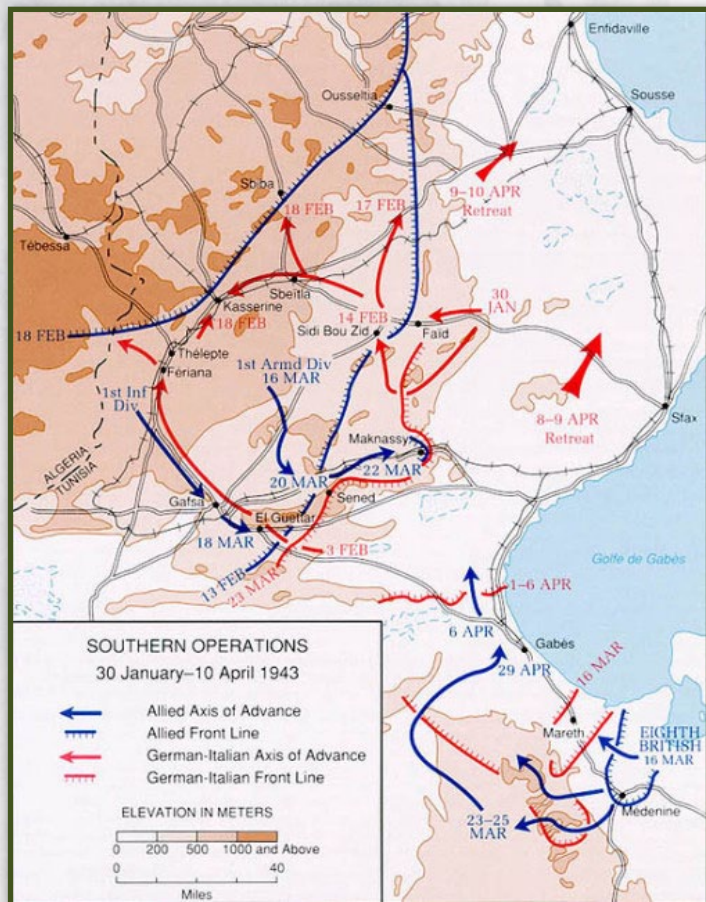 Enfidaville
Ousseltia
Sousse
Sbiba
18 FEB
17 FEB
9–10 APR
Retreat
Tébessa
Sbeïtla
Kasserine
30
JAN
14 FEB
18 FEB
Sidi Bou Zid
Faïd
18 FEB
Thélepte
1st Armd Div
16 MAR
Fériana
1st Inf
Div
8–9 APR
Retreat
Sfax
Maknassy
ALGERIA
TUNISIA
22 MAR
20 MAR
Sened
Gafsa
El Guettar
18 MAR
3 FEB
13 FEB
23 MAR
Golfe de Gabès
1–6 APR
6 APR
Gabès
29 APR
16 MAR
Mareth
EIGHTH
BRITISH
16 MAR
Medenine
23–25
MAR
SOUTHERN OPERATIONS
30 January–10 April 1943
Allied Axis of Advance
Allied Front Line
German-Italian Axis of Advance
German-Italian Front Line
ELEVATION IN METERS
0 200 500 1000 and Above
0 40
Miles